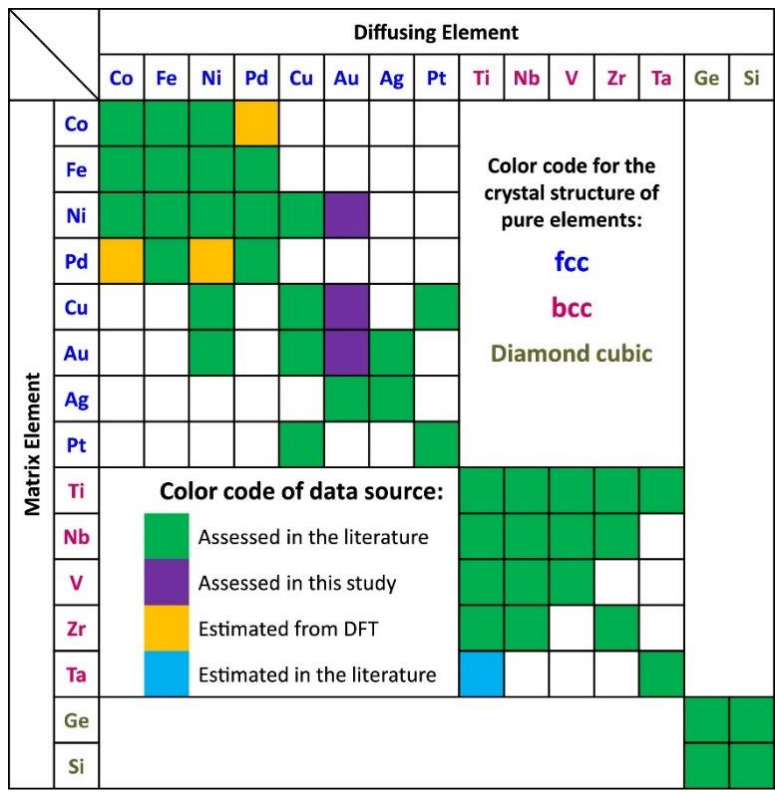 Diffusing Element
Co Fe Ni Pd Cu Au Ag Pt Ti Nb V Zr Ta Ge Si
Matrix Element
Co
Fe
Ni
Pd
Cu
Au
Ag
Pt
Ti
Nb
V
Zr
Ta
Ge
Si
Color code for the
crystal structure of
pure elements:
fcc
bcc
Diamond cubic
Color code of data source:
Assessed in the literature
Assessed in this study
Estimated from DFT
Estimated in the literature